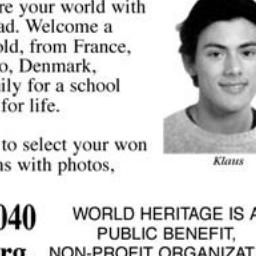 re your world with
ad. Welcome a
old, from France,
o, Denmark,
ily for a school
for life.
to select your won
ns with photos,
Klaus
040
WORLD HERITAGE IS A
PUBLIC BENEFIT,
rg
NON-PROFIT ORGANIZAT